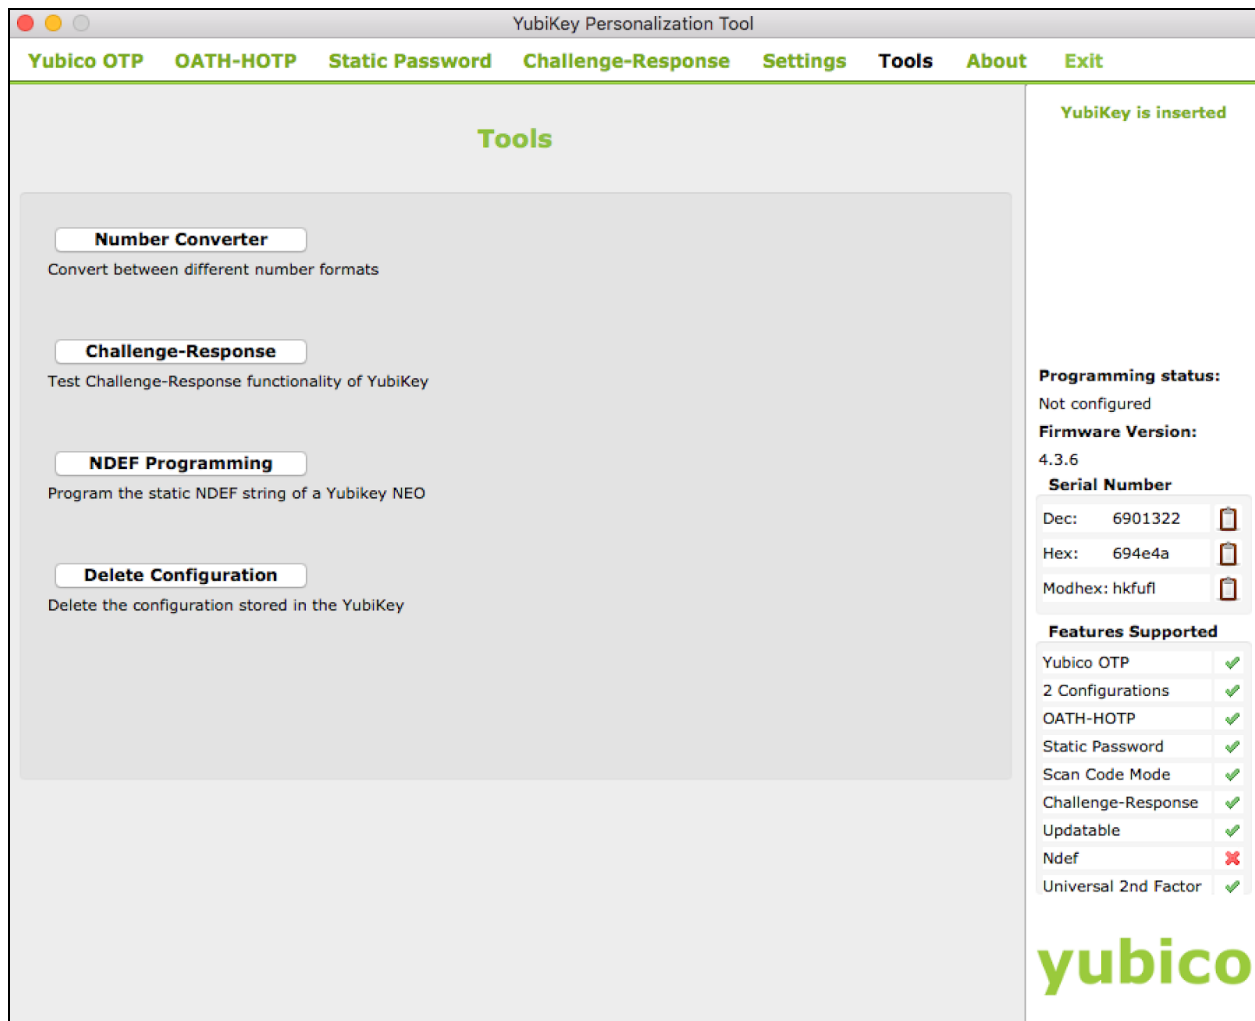 YubiKey Personalization Tool
Yubico OTP OATH-HOTP Static Password Challenge-Response Settings Tools About Exit
Tools
Number Converter
Convert between different number formats
Challenge-Response
Test Challenge-Response functionality of YubiKey
NDEF Programming
Program the static NDEF string of a Yubikey NEO
Delete Configuration
Delete the configuration stored in the YubiKey
YubiKey is inserted
Programming status:
Not configured
Firmware Version:
4.3.6
Serial Number
Dec: 6901322
Hex: 694e4a
Modhex: hkfufl
Features Supported
Yubico OTP
2 Configurations
OATH-HOTP
Static Password
Scan Code Mode
Challenge-Response
Updatable
Ndef
Universal 2nd Factor
yubico